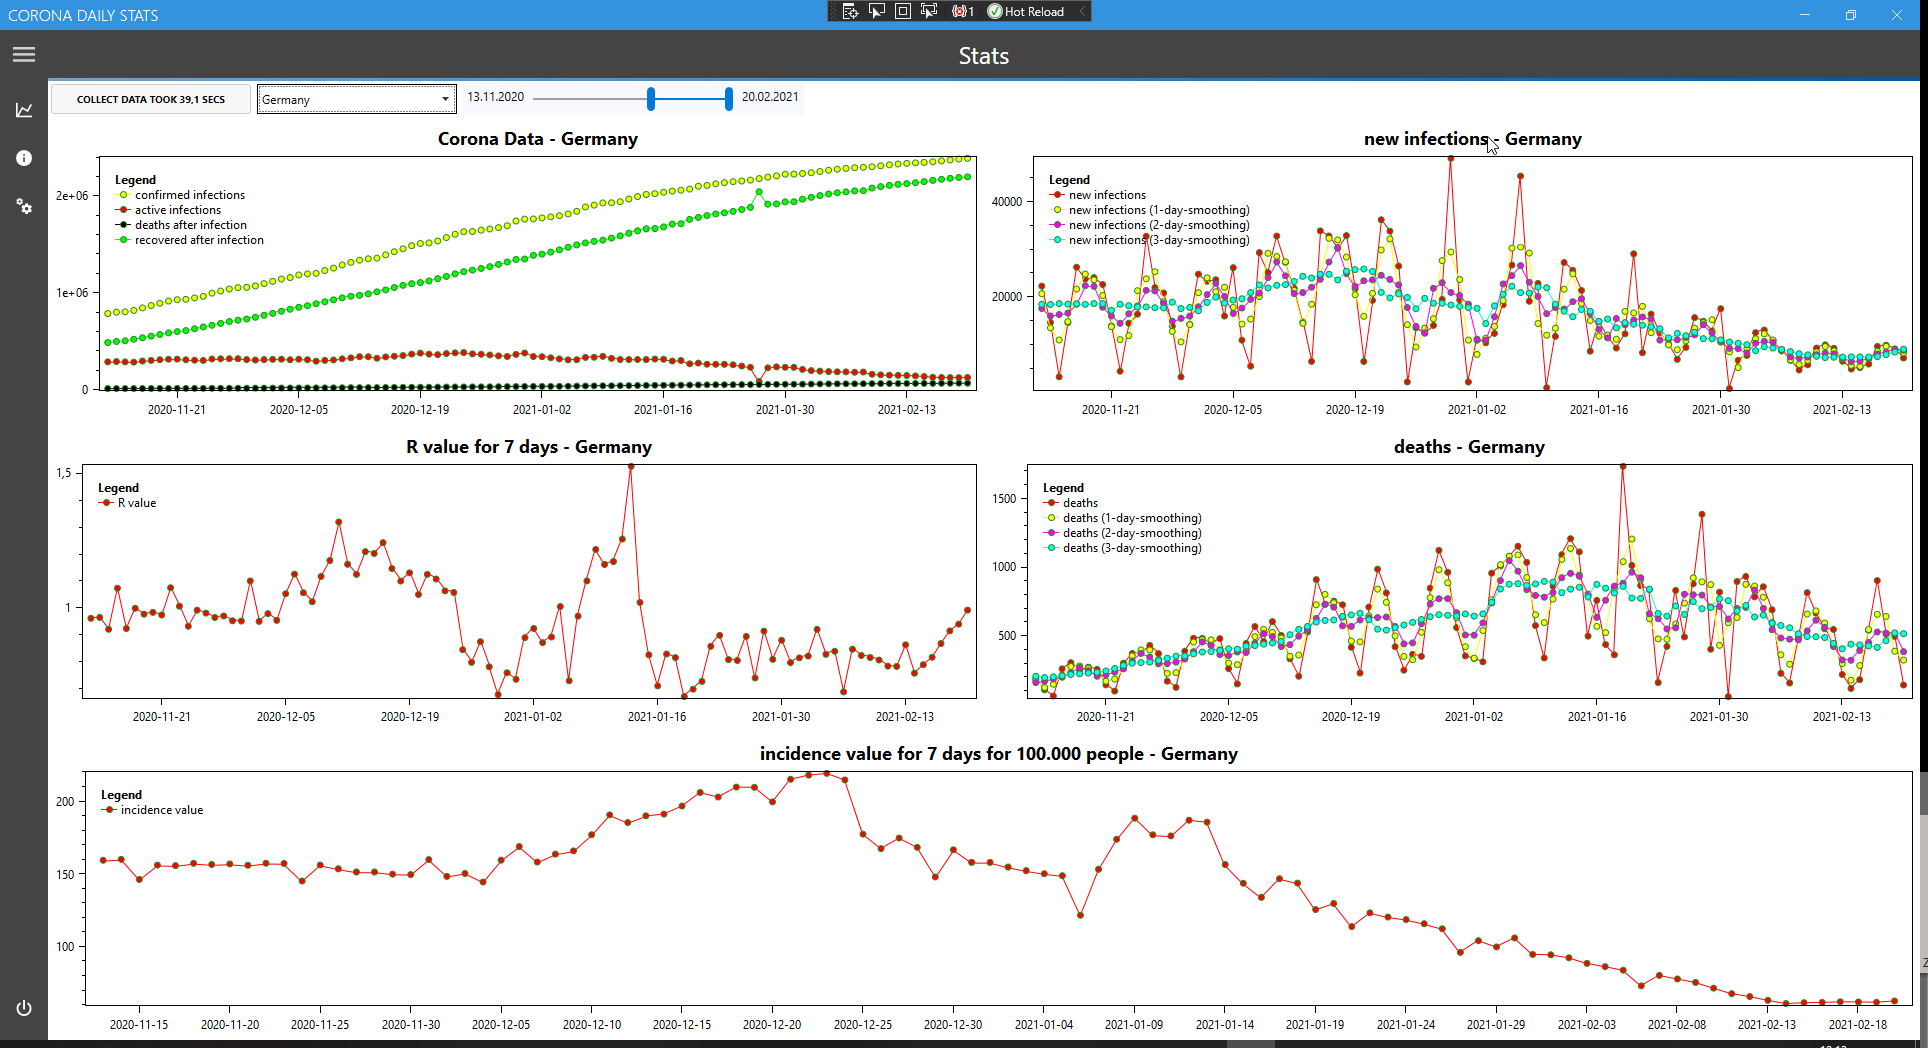 CORONA DAILY STATS
1
Hot Reload
Stats
COLLECT DATA TOOK 39,1 SECS
Germany
13.11.2020
20.02.2021
Corona Data - Germany
Legend
confirmed infections
active infections
deaths after infection
recovered after infection
2e+06
1e+06
0
2020-11-21 2020-12-05 2020-12-19 2021-01-02 2021-01-16 2021-01-30 2021-02-13
new infections - Germany
Legend
new infections
new infections (1-day-smoothing)
new infections (2-day-smoothing)
new infections (3-day-smoothing)
40000
20000
2020-11-21 2020-12-05 2020-12-19 2021-01-02 2021-01-16 2021-01-30 2021-02-13
R value for 7 days - Germany
Legend
R value
1,5
1
2020-11-21 2020-12-05 2020-12-19 2021-01-02 2021-01-16 2021-01-30 2021-02-13
deaths - Germany
Legend
deaths
deaths (1-day-smoothing)
deaths (2-day-smoothing)
deaths (3-day-smoothing)
1500
1000
500
2020-11-21 2020-12-05 2020-12-19 2021-01-02 2021-01-16 2021-01-30 2021-02-13
incidence value for 7 days for 100.000 people - Germany
Legend
incidence value
200
150
100
2020-11-15 2020-11-20 2020-11-25 2020-11-30 2020-12-05 2020-12-10 2020-12-15 2020-12-20 2020-12-25 2020-12-30 2021-01-04 2021-01-09 2021-01-14 2021-01-19 2021-01-24 2021-01-29 2021-02-03 2021-02-08 2021-02-13 2021-02-18